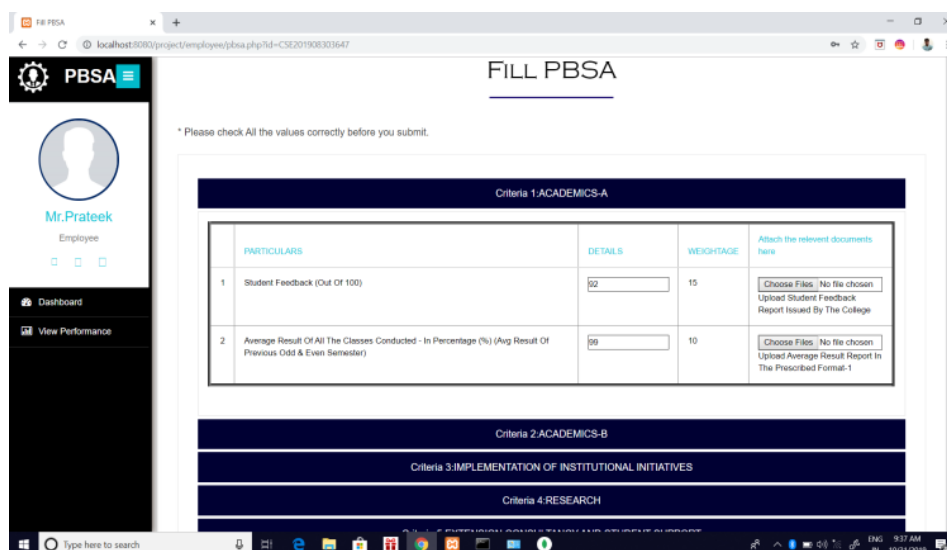 Fill PBSA
localhost:8080/project/employee/pbsa.php?id=CSE201908303647
PBSA
FILL PBSA
* Please check All the values correctly before you submit.
Mr.Prateek
Employee
Dashboard
View Performance
Criteria 1:ACADEMICS-A
PARTICULARS
DETAILS
WEIGHTAGE
Attach the relevent documents
here
1
Student Feedback (Out Of 100)
92
15
Choose Files No file chosen
Upload Student Feedback
Report Issued By The College
2
Average Result Of All The Classes Conducted - In Percentage (%) (Avg Result Of
Previous Odd & Even Semester)
99
10
Choose Files No file chosen
Upload Average Result Report In
The Prescribed Format-1
Criteria 2:ACADEMICS-B
Criteria 3:IMPLEMENTATION OF INSTITUTIONAL INITIATIVES
Criteria 4:RESEARCH
Type here to search
ENG
9:37 AM